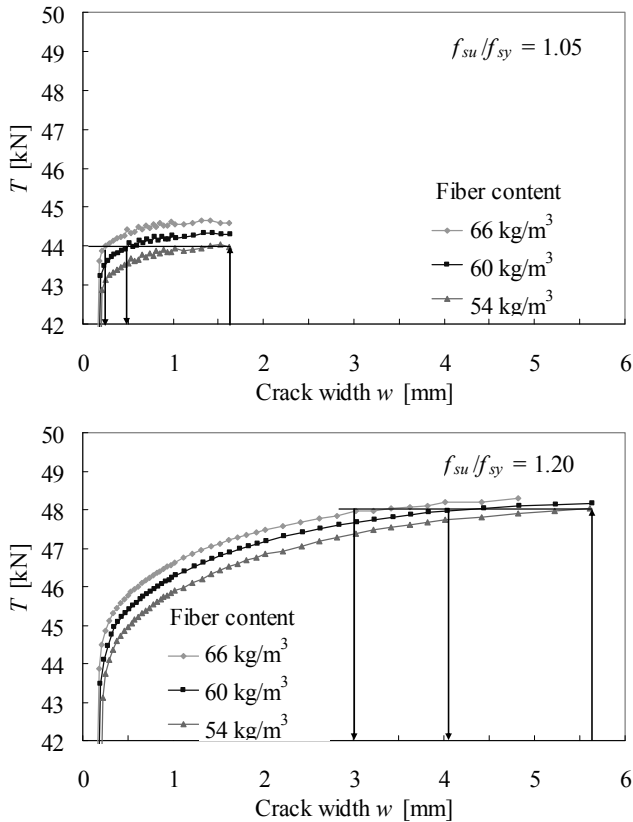 50
49
48
47
46
45
44
43
42
T [kN]
f_su/f_sy = 1.05
Fiber content
66 kg/m³
60 kg/m³
54 kg/m³
0 1 2 3 4 5 6
Crack width w [mm]
50
49
48
47
46
45
44
43
42
T [kN]
f_su/f_sy = 1.20
Fiber content
66 kg/m³
60 kg/m³
54 kg/m³
0 1 2 3 4 5 6
Crack width w [mm]